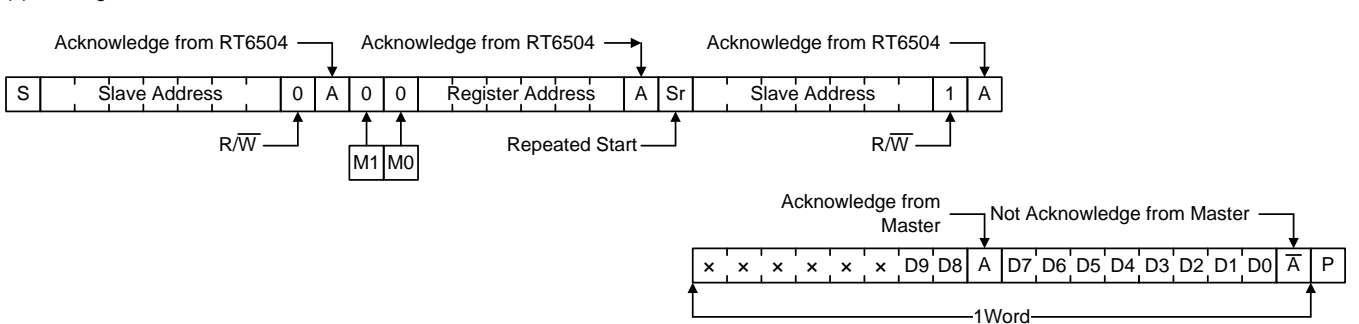 Acknowledge from RT6504 Acknowledge from RT6504 Acknowledge from RT6504
S Slave Address 0 A 0 0 Register Address A Sr Slave Address 1 A
R/W̅ Repeated Start R/W̅
M1 M0
Acknowledge from
Master
Not Acknowledge from Master
× × × × × × D9 D8 A D7 D6 D5 D4 D3 D2 D1 D0 A̅ P
1Word